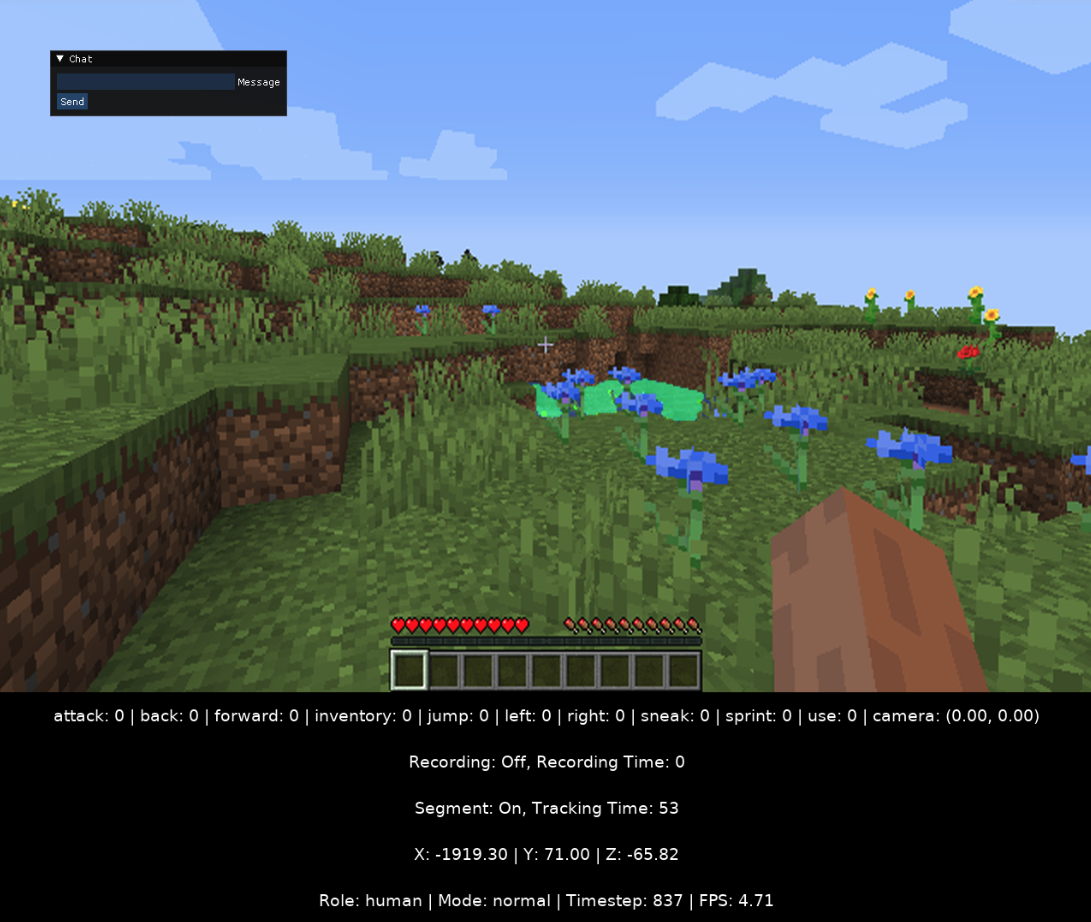 ▼ Chat
Message
Send
attack: 0 | back: 0 | forward: 0 | inventory: 0 | jump: 0 | left: 0 | right: 0 | sneak: 0 | sprint: 0 | use: 0 | camera: (0.00, 0.00)
Recording: Off, Recording Time: 0
Segment: On, Tracking Time: 53
X: -1919.30 | Y: 71.00 | Z: -65.82
Role: human | Mode: normal | Timestep: 837 | FPS: 4.71